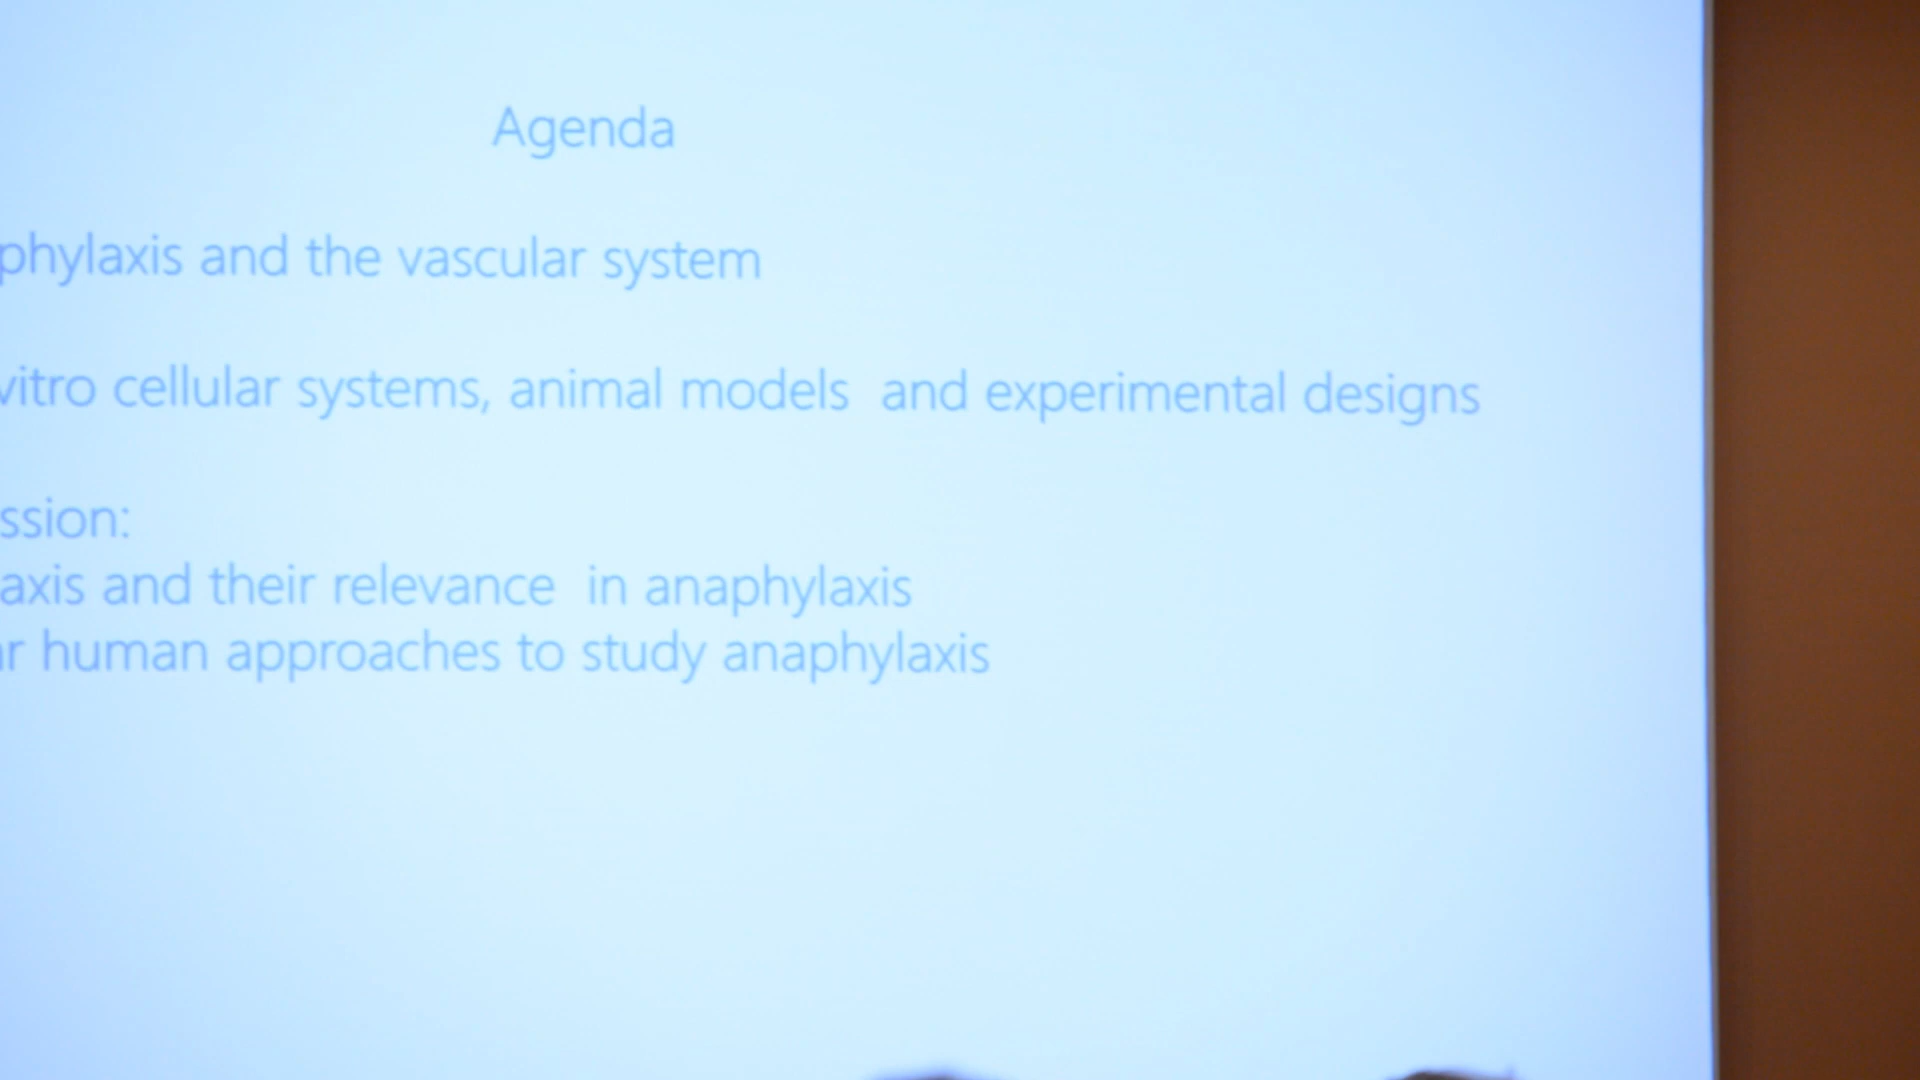 Agenda
phylaxis and the vascular system
vitro cellular systems, animal models and experimental designs
ssion:
axis and their relevance in anaphylaxis
r human approaches to study anaphylaxis